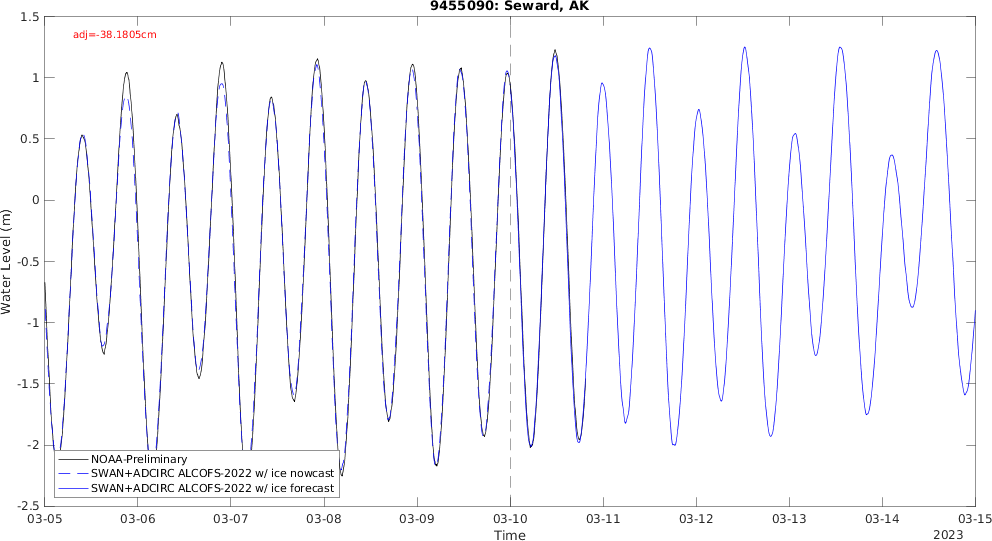 9455090: Seward, AK
adj=-38.1805cm
1.5
1
0.5
0
-0.5
-1
-1.5
-2
-2.5
Water Level (m)
NOAA-Preliminary
SWAN+ADCIRC ALCOFS-2022 w/ ice nowcast
SWAN+ADCIRC ALCOFS-2022 w/ ice forecast
03-05 03-06 03-07 03-08 03-09 03-10 03-11 03-12 03-13 03-14 03-15
Time
2023